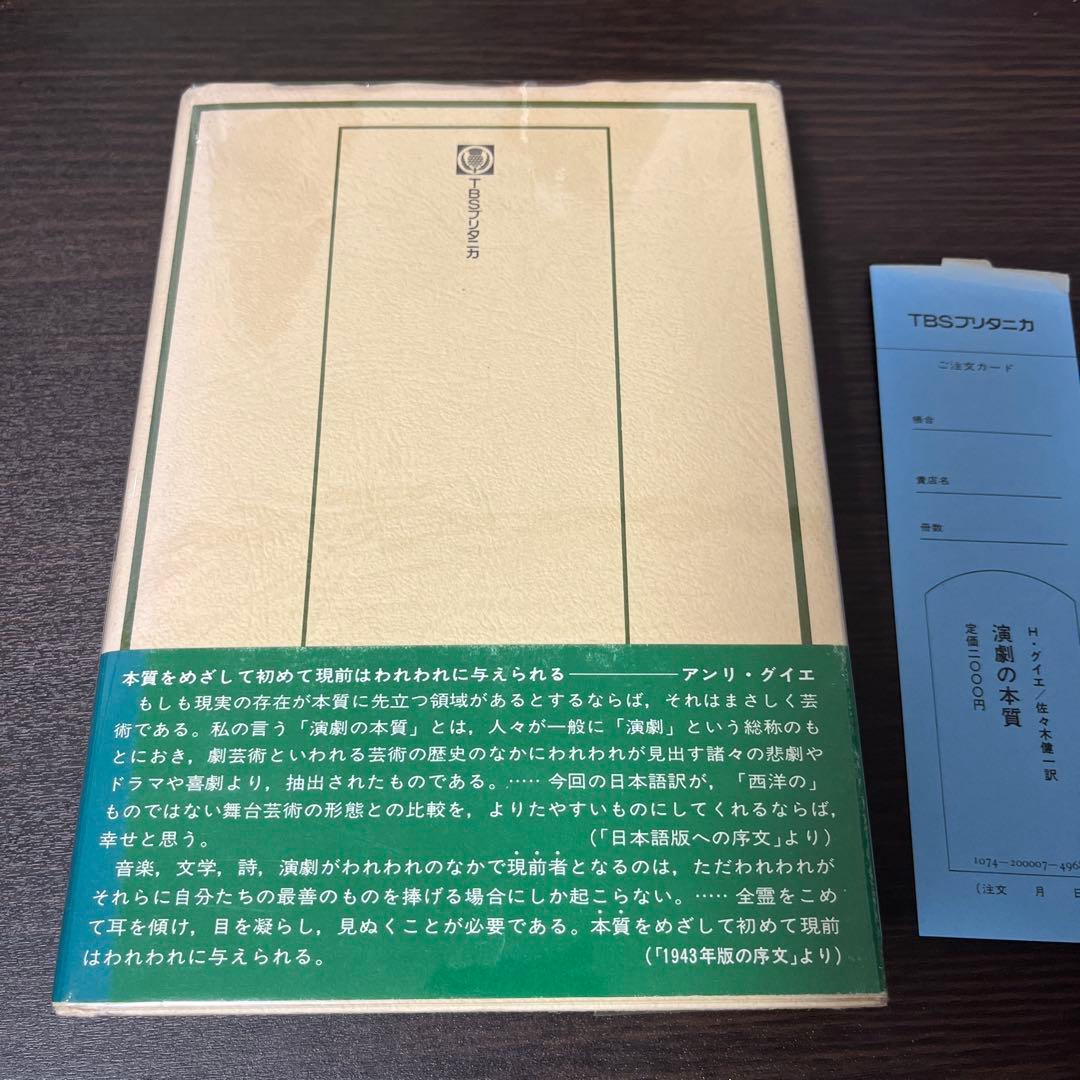 TBSブリタニカ
本質をめざして初めて現前はわれわれに与えられる――――アンリ・グイエ
もしも現実の存在が本質に先立つ領域があるとするならば，それはまさしく芸
術である。私の言う「演劇の本質」とは，人々が一般に「演劇」という総称のも
とにおき，劇芸術といわれる芸術の歴史のなかにわれわれが見出す諸々の悲劇や
ドラマや喜劇より，抽出されたものである。…… 今回の日本語訳が，「西洋の」
ものではない舞台芸術の形態との比較を，よりたやすいものにしてくれるならば，
幸せと思う。（「日本語版への序文」より）
音楽，文学，詩，演劇がわれわれのなかで現前者となるのは，ただわれわれが
それらに自分たちの最善のものを捧げる場合にしか起こらない。…… 全霊をこめ
て耳を傾け，目を凝らし，見ぬくことが必要である。本質をめざして初めて現前
はわれわれに与えられる。（「1943年版の序文」より）
TBSブリタニカ
ご注文カード
帳合
貴店名
冊数
H・グイエ／佐々木健一訳
演劇の本質
定価二〇〇〇円
1074―200007―4968
（注文　月　日